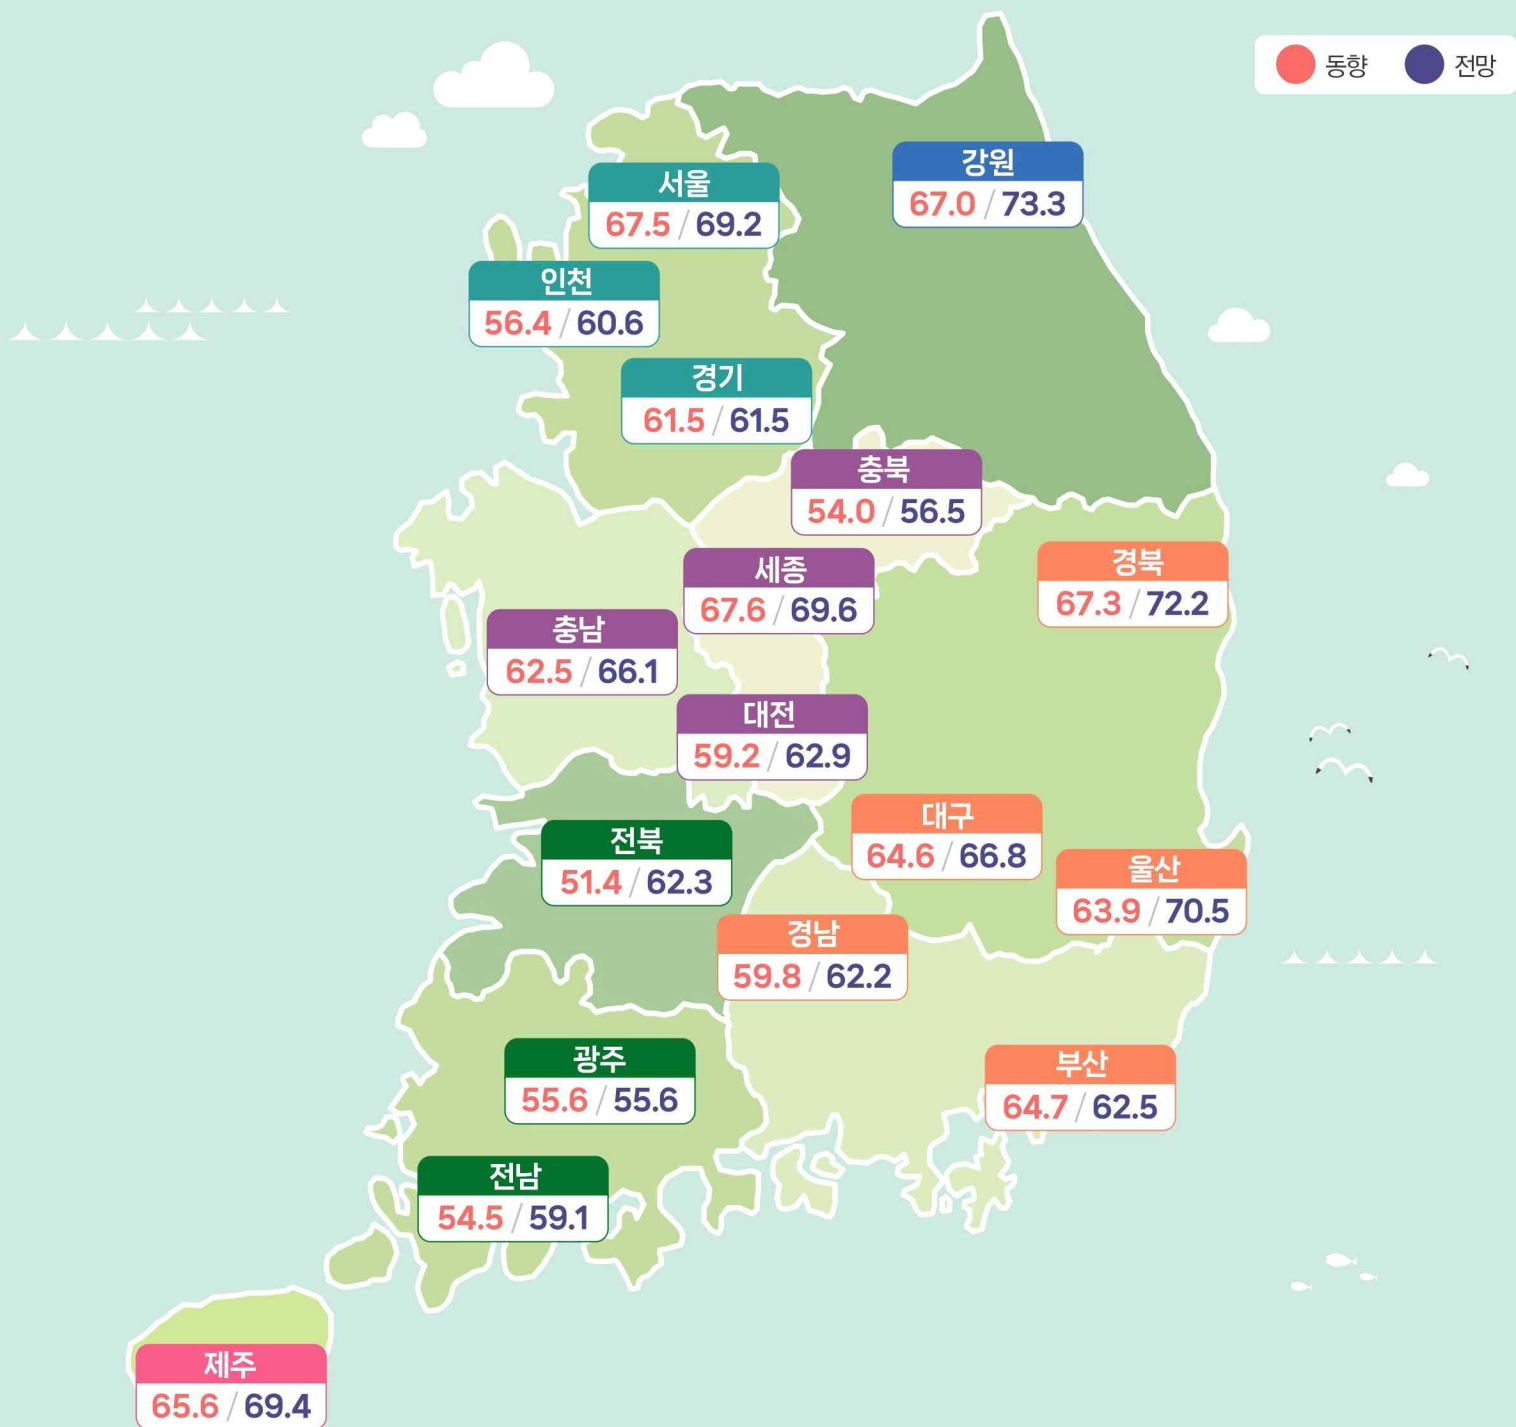 동향 전망
강원
67.0 / 73.3
서울
67.5 / 69.2
인천
56.4 / 60.6
경기
61.5 / 61.5
충북
54.0 / 56.5
경북
67.3 / 72.2
세종
67.6 / 69.6
충남
62.5 / 66.1
대전
59.2 / 62.9
대구
64.6 / 66.8
전북
51.4 / 62.3
울산
63.9 / 70.5
경남
59.8 / 62.2
광주
55.6 / 55.6
부산
64.7 / 62.5
전남
54.5 / 59.1
제주
65.6 / 69.4